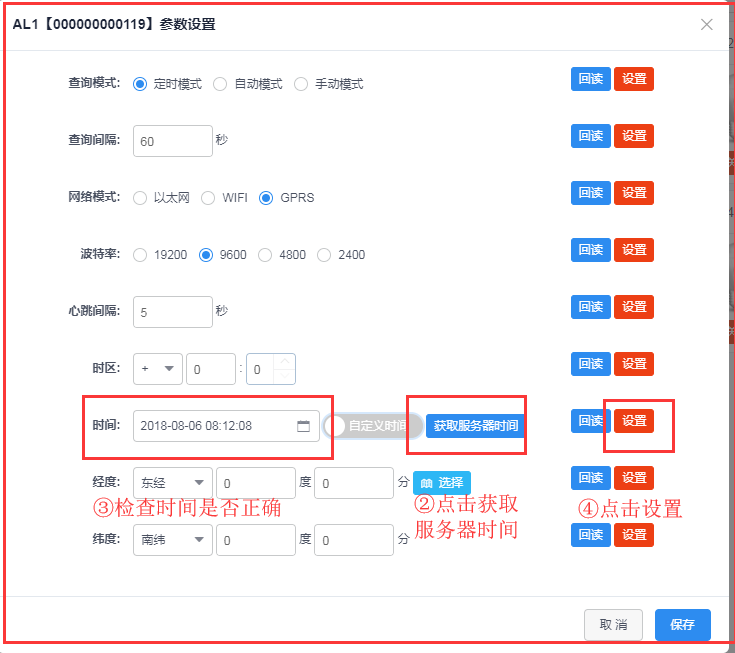 AL1【000000000119】参数设置
查询模式: 定时模式 自动模式 手动模式 回读 设置
查询间隔: 60 秒 回读 设置
网络模式: 以太网 WIFI GPRS 回读 设置
波特率: 19200 9600 4800 2400 回读 设置
心跳间隔: 5 秒 回读 设置
时区: + 0 : 0 回读 设置
时间: 2018-08-06 08:12:08 自定义时间 获取服务器时间 回读 设置
经度: 东经 0 度 0 分 选择 回读 设置
③检查时间是否正确
②点击获取
服务器时间
④点击设置
纬度: 南纬 0 度 0 分 回读 设置
取消 保存